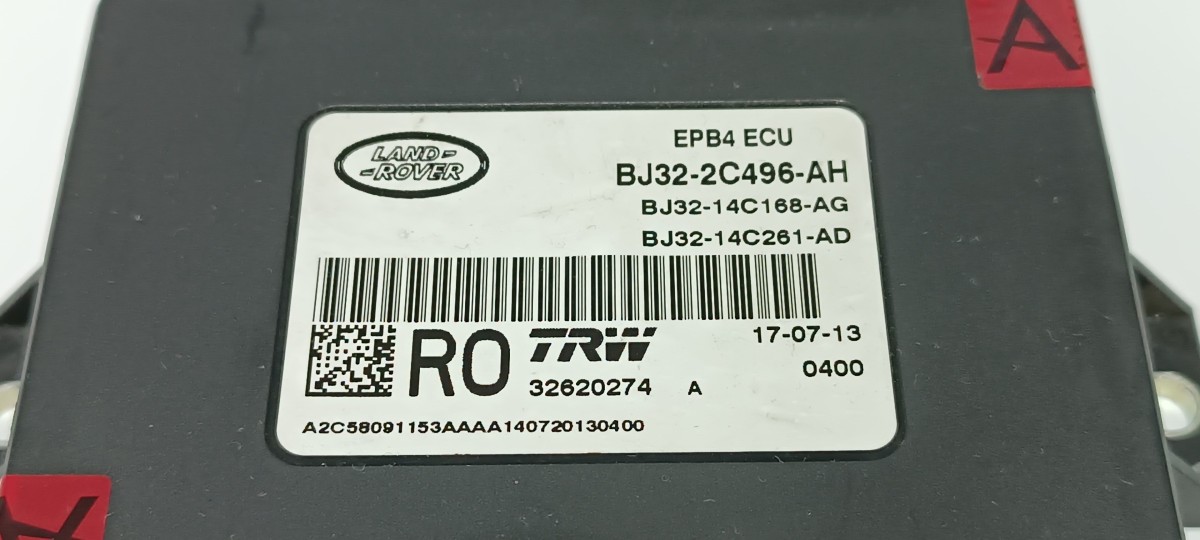 A
LAND-
-ROVER
EPB4 ECU
BJ32-2C496-AH
BJ32-14C168-AG
BJ32-14C261-AD
RO
TRW
17-07-13
32620274 A
0400
A2C58091153AAAA140720130400